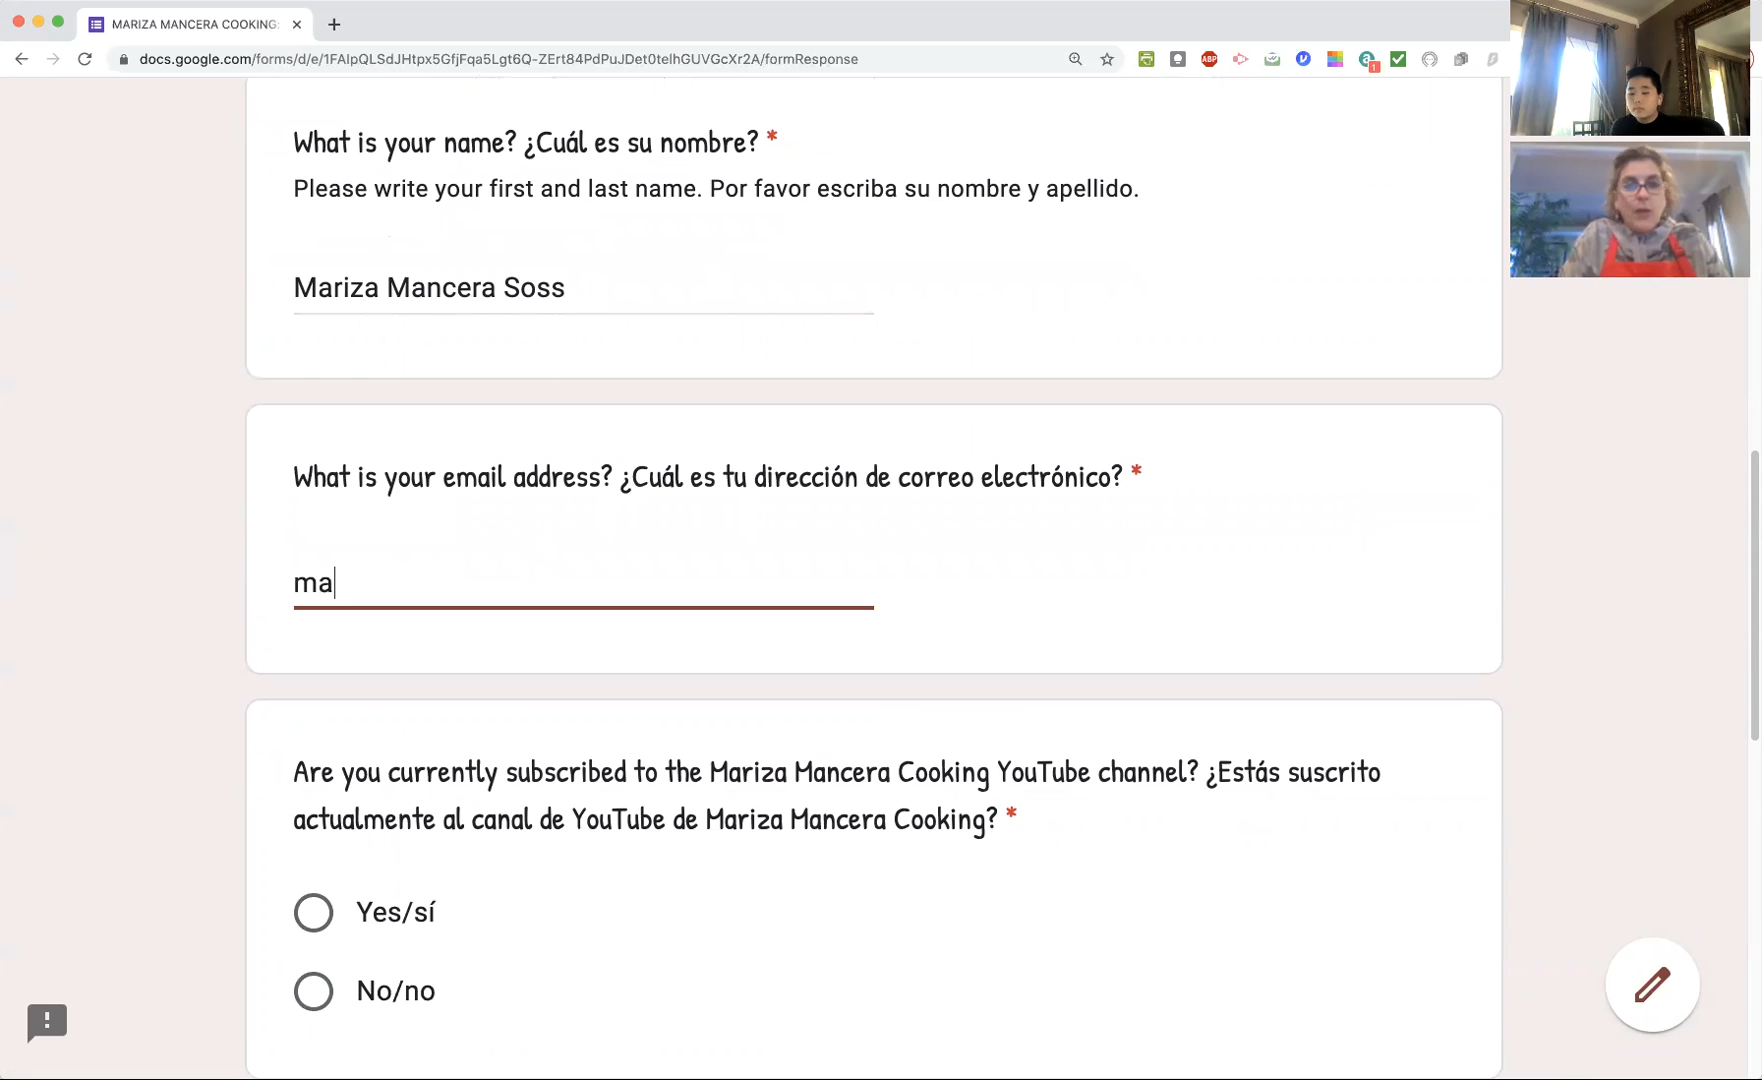 MARIZA MANCERA COOKING:
docs.google.com/forms/d/e/1FAIpQLSdJHtpx5GfjFqa5Lgt6Q-ZErt84PdPuJDet0telhGUVGcXr2A/formResponse
ABP
1
What is your name? ¿Cuál es su nombre? *
Please write your first and last name. Por favor escriba su nombre y apellido.
Mariza Mancera Soss
What is your email address? ¿Cuál es tu dirección de correo electrónico? *
ma
Are you currently subscribed to the Mariza Mancera Cooking YouTube channel? ¿Estás suscrito
actualmente al canal de YouTube de Mariza Mancera Cooking? *
Yes/sí
No/no